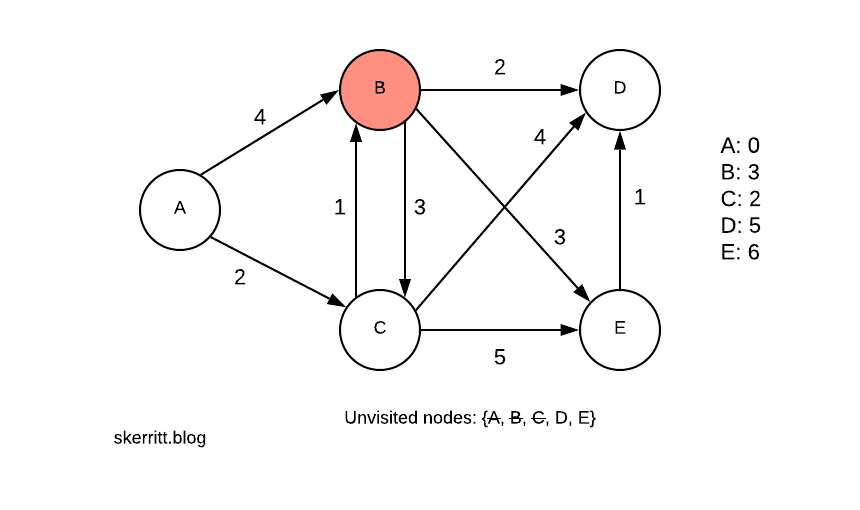 2
B
D
4
4
A: 0
B: 3
C: 2
D: 5
E: 6
A
1
3
1
3
2
C
E
5
Unvisited nodes: {A, B, C, D, E}
skerritt.blog